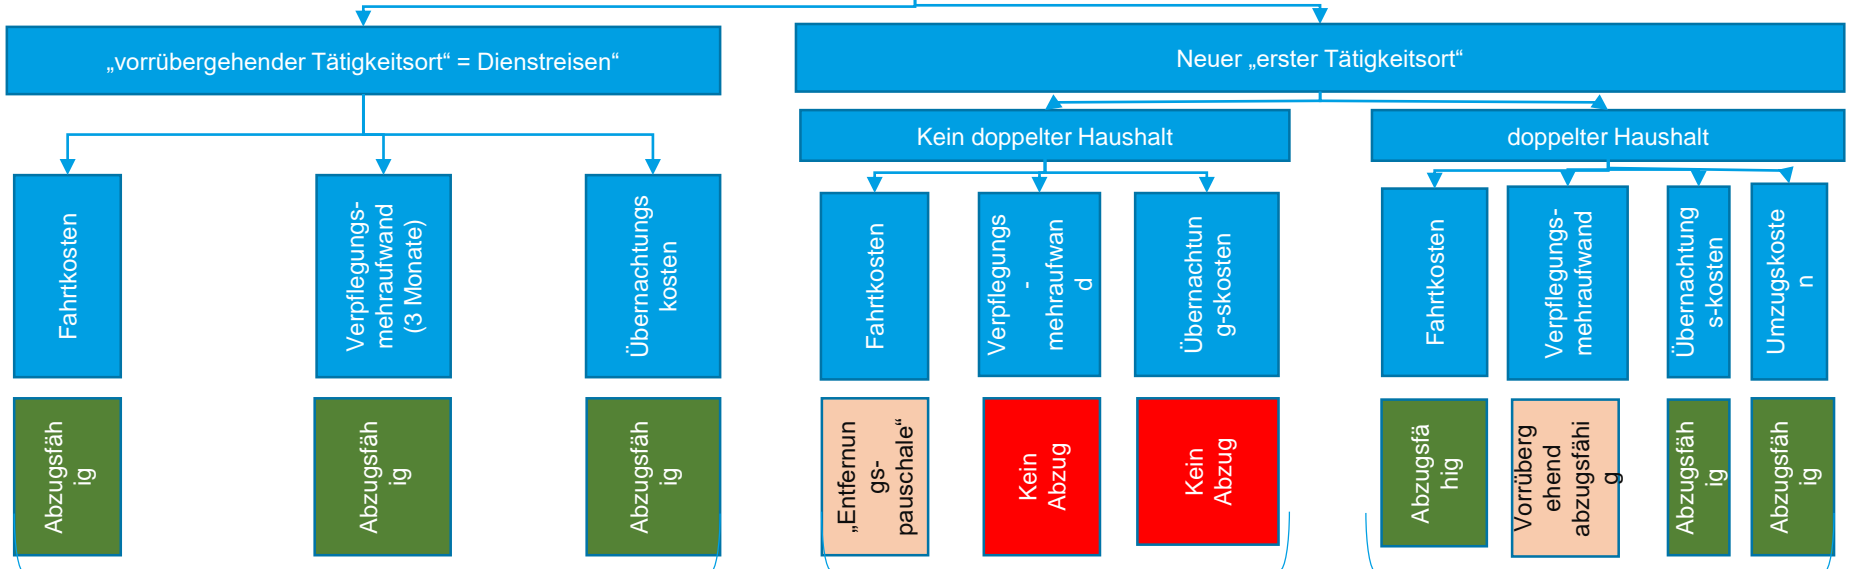 „vorrübergehender Tätigkeitsort“ = Dienstreisen“
Neuer „erster Tätigkeitsort“
Kein doppelter Haushalt
doppelter Haushalt
Fahrtkosten
Verpflegungs-
mehraufwand
(3 Monate)
Übernachtungs
kosten
Fahrtkosten
Verpflegungs
-
mehraufwan
d
Übernachtun
g-skosten
Fahrtkosten
Verpflegungs-
mehraufwand
Übernachtung
s-kosten
Umzugskoste
n
Abzugsfäh
ig
Abzugsfäh
ig
Abzugsfäh
ig
„Entfernun
gs-
pauschale“
Kein
Abzug
Kein
Abzug
Abzugsfä
hig
Vorrüberg
ehend
abzugsfähi
g
Abzugsfäh
ig
Abzugsfäh
ig